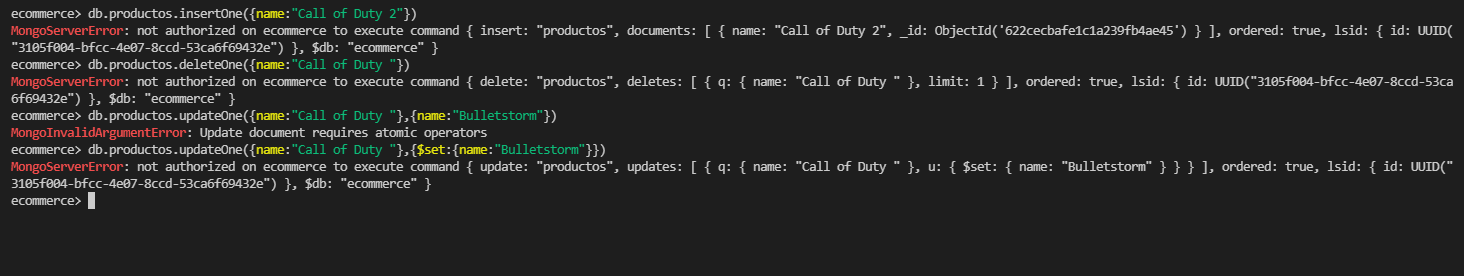 ecommerce> db.productos.insertOne({name:"Call of Duty 2"})
MongoServerError: not authorized on ecommerce to execute command { insert: "productos", documents: [ { name: "Call of Duty 2", _id: ObjectId('622cecbafe1c1a239fb4ae45') } ], ordered: true, lsid: { id: UUID(
"3105f004-bfcc-4e07-8ccd-53ca6f69432e") }, $db: "ecommerce" }
ecommerce> db.productos.deleteOne({name:"Call of Duty "})
MongoServerError: not authorized on ecommerce to execute command { delete: "productos", deletes: [ { q: { name: "Call of Duty " }, limit: 1 } ], ordered: true, lsid: { id: UUID("3105f004-bfcc-4e07-8ccd-53ca
6f69432e") }, $db: "ecommerce" }
ecommerce> db.productos.updateOne({name:"Call of Duty "},{name:"Bulletstorm"})
MongoInvalidArgumentError: Update document requires atomic operators
ecommerce> db.productos.updateOne({name:"Call of Duty "},{$set:{name:"Bulletstorm"}})
MongoServerError: not authorized on ecommerce to execute command { update: "productos", updates: [ { q: { name: "Call of Duty " }, u: { $set: { name: "Bulletstorm" } } } ], ordered: true, lsid: { id: UUID("
3105f004-bfcc-4e07-8ccd-53ca6f69432e") }, $db: "ecommerce" }
ecommerce>